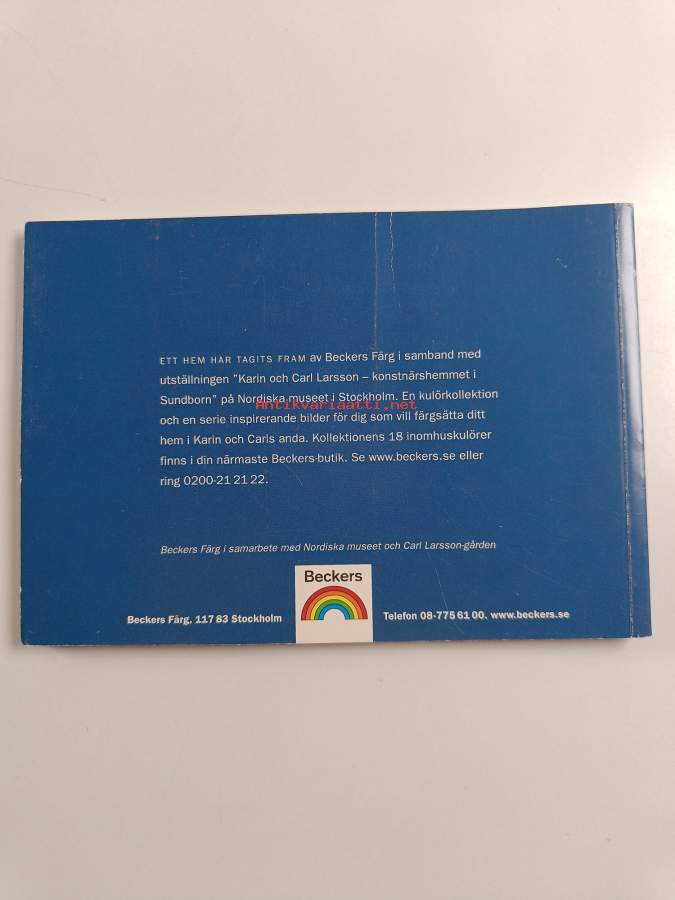 ETT HEM HAR TAGITS FRAM av Beckers Färg i samband med
utställningen "Karin och Carl Larsson – konstnärshemmet i
Sundborn" på Nordiska museet i Stockholm. En kulörkollektion
Antikvariaatti.net
och en serie inspirerande bilder för dig som vill färgsätta ditt
hem i Karin och Carls anda. Kollektionens 18 inomhuskulörer
finns i din närmaste Beckers-butik. Se www.beckers.se eller
ring 0200-21 21 22.
Beckers Färg i samarbete med Nordiska museet och Carl Larsson-gården
Beckers
Beckers Färg, 117 83 Stockholm
Telefon 08-775 61 00. www.beckers.se